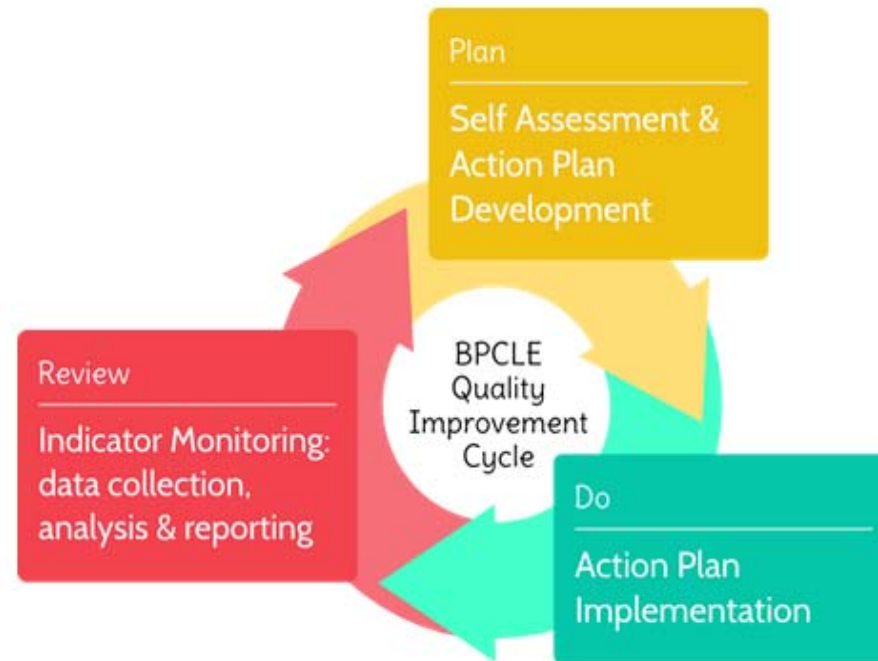 Plan
Self Assessment &
Action Plan
Development
BPCLE
Quality
Improvement
Cycle
Review
Indicator Monitoring:
data collection,
analysis & reporting
Do
Action Plan
Implementation